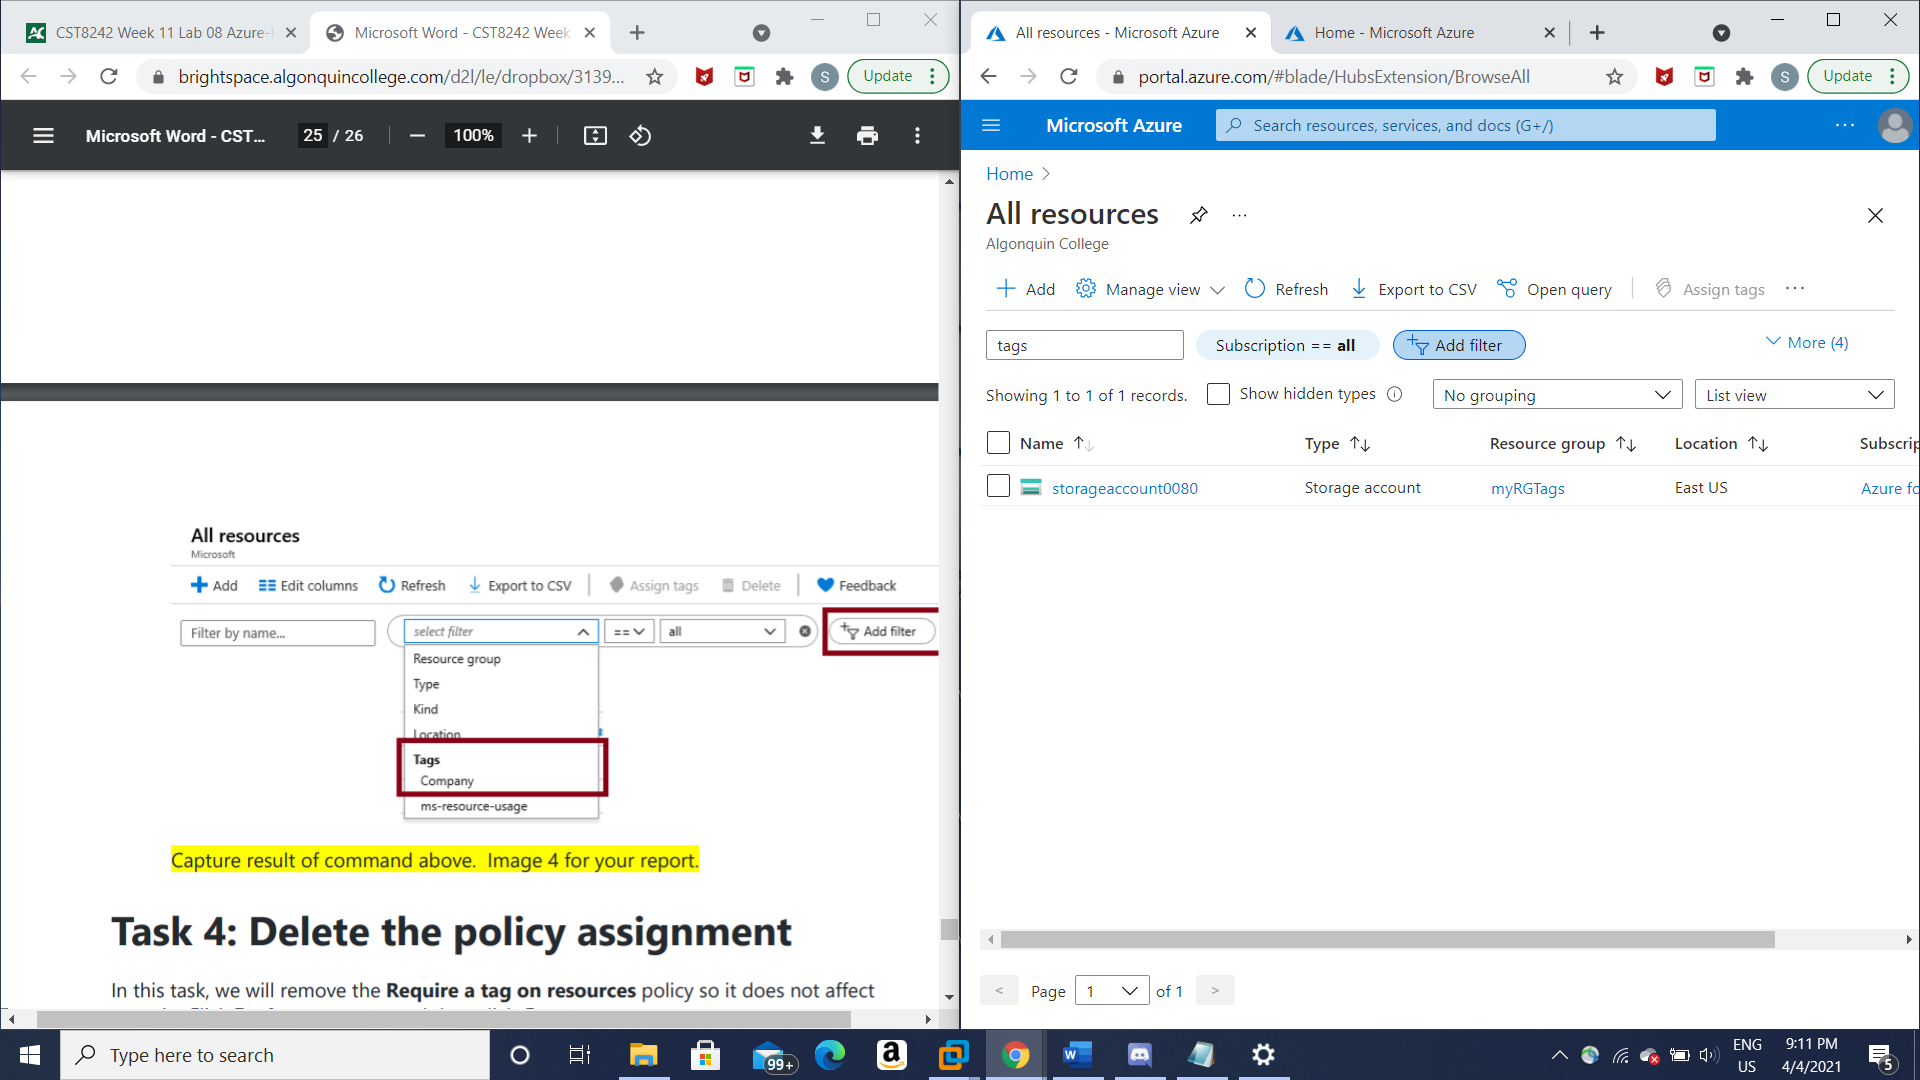 CST8242 Week 11 Lab 08 Azure-
Microsoft Word - CST8242 Week
brightspace.algonquincollege.com/d2l/le/dropbox/3139...
S
Update
Microsoft Word - CST...
25 / 26
100%
All resources
Microsoft
Add
Edit columns
Refresh
Export to CSV
Assign tags
Delete
Feedback
Filter by name...
select filter
==
all
Add filter
Resource group
Type
Kind
Location
Tags
Company
ms-resource-usage
Capture result of command above. Image 4 for your report.
Task 4: Delete the policy assignment
In this task, we will remove the Require a tag on resources policy so it does not affect
All resources - Microsoft Azure
Home - Microsoft Azure
portal.azure.com/#blade/HubsExtension/BrowseAll
S
Update
Microsoft Azure
Search resources, services, and docs (G+/)
Home
All resources
Algonquin College
Add
Manage view
Refresh
Export to CSV
Open query
Assign tags
tags
Subscription == all
Add filter
More (4)
Showing 1 to 1 of 1 records.
Show hidden types
No grouping
List view
Name
Type
Resource group
Location
Subscrip
storageaccount0080
Storage account
myRGTags
East US
Azure fo
< Page 1 of 1 >
Type here to search
99+
ENG
US
9:11 PM
4/4/2021
5